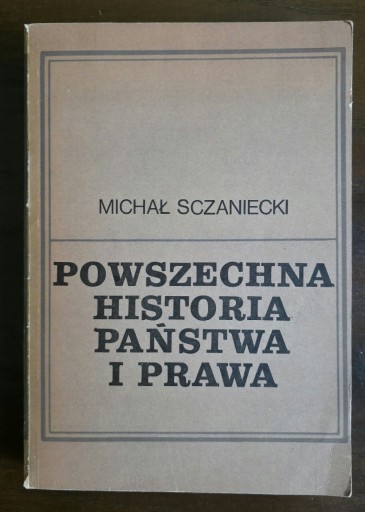 MICHAŁ SCZANIECKI
POWSZECHNA
HISTORIA
PAŃSTWA
I PRAWA